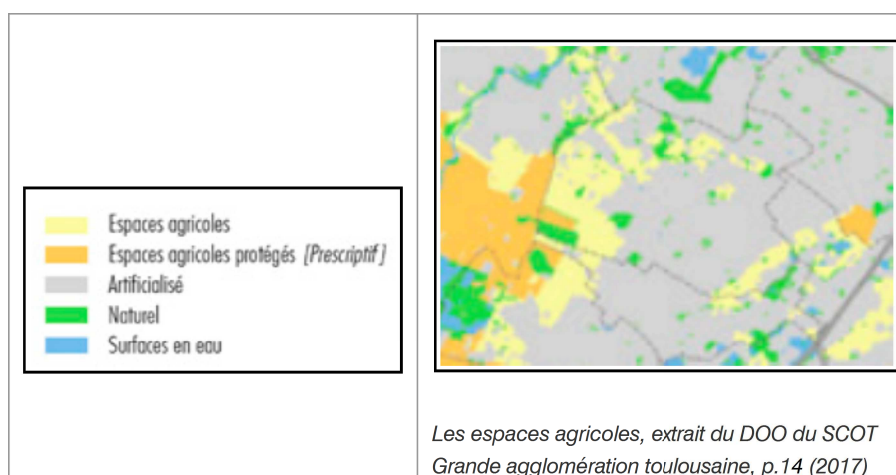 Espaces agricoles
Espaces agricoles protégés [Prescriptif]
Artificialisé
Naturel
Surfaces en eau
Les espaces agricoles, extrait du DOO du SCOT
Grande agglomération toulousaine, p.14 (2017)